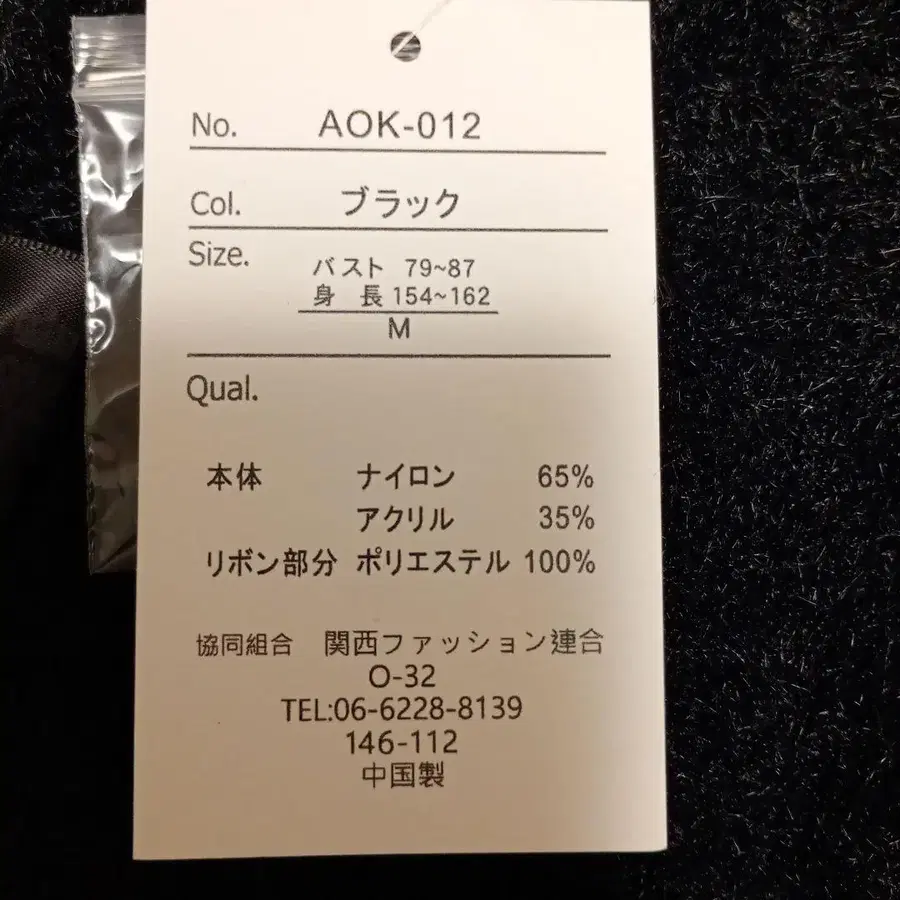 No. AOK-012
Col. ブラック
Size. バスト 79~87
身 長 154~162
M
Qual.
本体 ナイロン 65%
アクリル 35%
リボン部分 ポリエステル 100%
協同組合 関西ファッション連合
O-32
TEL:06-6228-8139
146-112
中国製